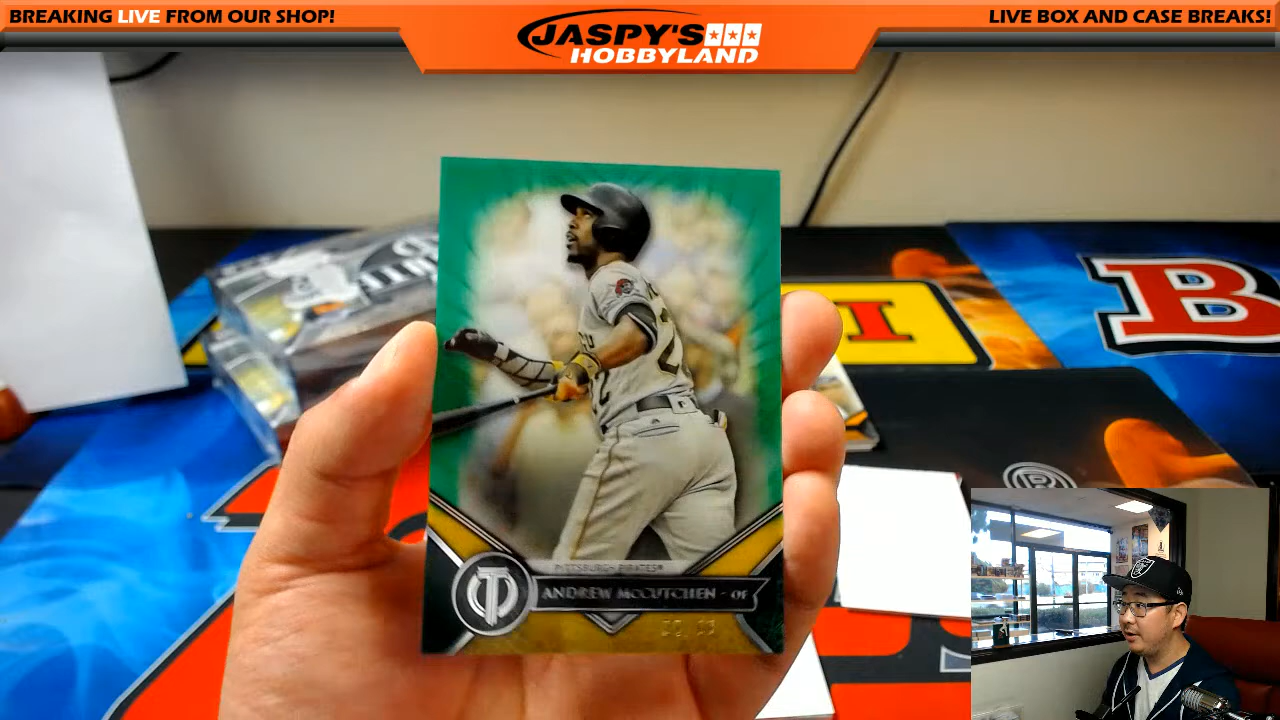 BREAKING LIVE FROM OUR SHOP!
JASPY'S
HOBBYLAND
LIVE BOX AND CASE BREAKS!
B
PITTSBURGH PIRATES
ANDREW McCUTCHEN - OF